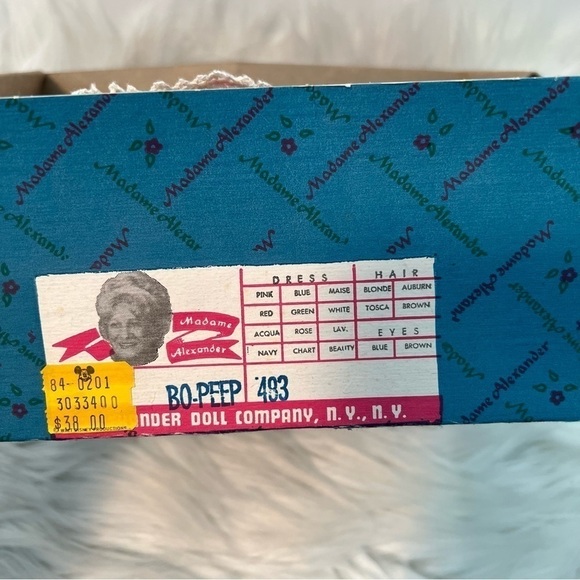 Madame Alexander
Madame Alexander
Madame Alexander
Madame Alexander
Madame Alexander
Madame
Alexander
DRESS HAIR
PINK BLUE MAISE BLONDE AUBURN
RED GREEN WHITE TOSCA BROWN
ACQUA ROSE LAV. EYES
NAVY CHART BEAUTY BLUE BROWN
84-0201
3033400
$38.00
BO-PEEP 483
NDER DOLL COMPANY, N.Y., N.Y.